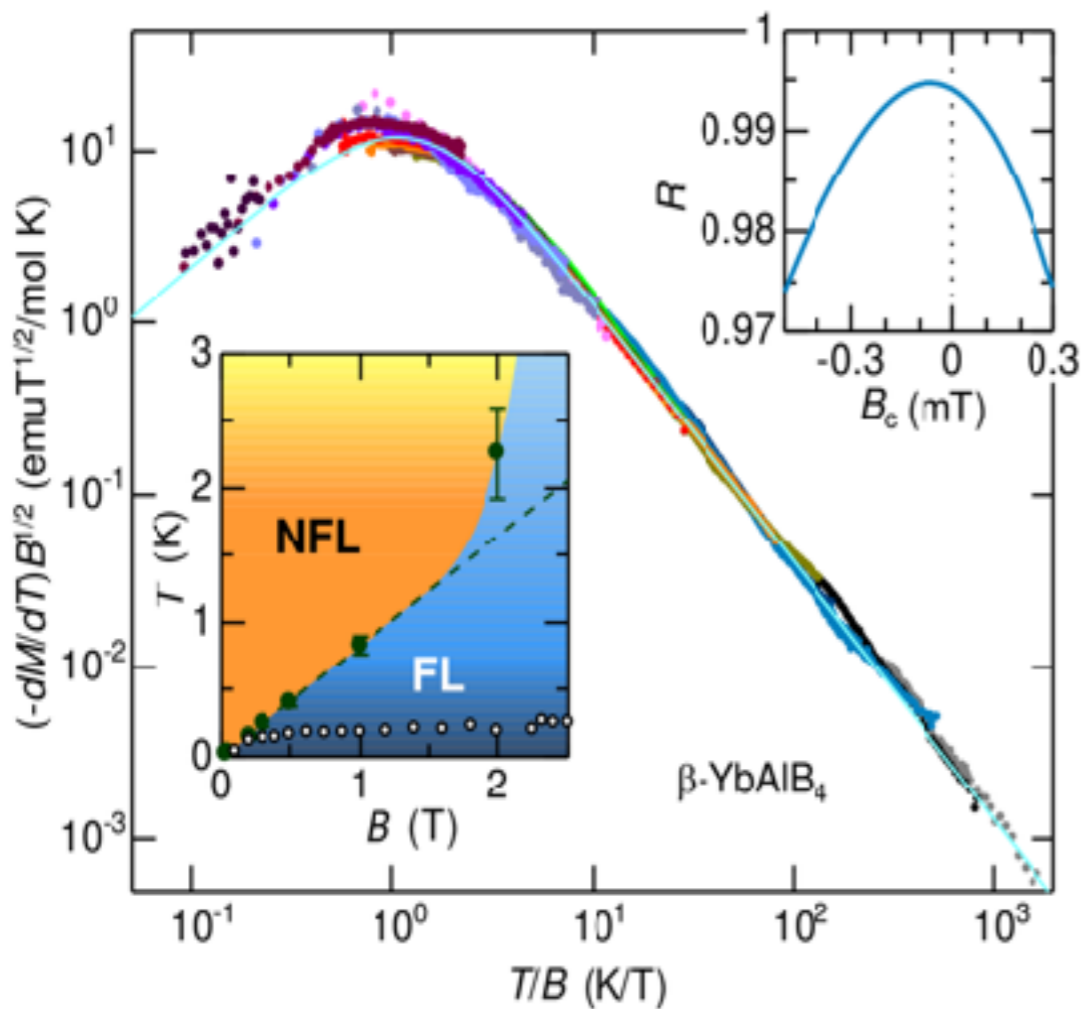 (-dM/dT)B^{1/2} (emuT^{1/2}/mol K)
10^1
10^0
10^{-1}
10^{-2}
10^{-3}
10^{-1}
10^0
10^1
10^2
10^3
T/B (K/T)
β-YbAlB_4
R
1
0.99
0.98
0.97
-0.3
0
0.3
B_c (mT)
T (K)
3
2
1
0
0
1
2
B (T)
NFL
FL